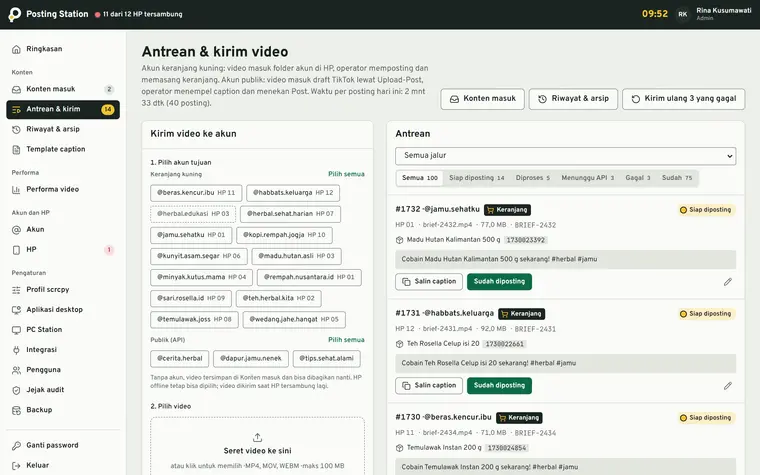 Posting Station
11 dari 12 HP tersambung
09:52
RK
Rina Kusumawati
Admin
Ringkasan
Konten
Konten masuk 2
Antrean & kirim 14
Riwayat & arsip
Template caption
Performa
Performa video
Akun dan HP
Akun
HP 1
Pengaturan
Profil scrcpy
Aplikasi desktop
PC Station
Integrasi
Pengguna
Jejak audit
Backup
Ganti password
Keluar
Antrean & kirim video
Akun keranjang kuning: video masuk folder akun di HP, operator memposting dan
memasang keranjang. Akun publik: video masuk draft TikTok lewat Upload-Post,
operator menempel caption dan menekan Post. Waktu per posting hari ini: 2 mnt
33 dtk (40 posting).
Konten masuk
Riwayat & arsip
Kirim ulang 3 yang gagal
Kirim video ke akun
1. Pilih akun tujuan
Keranjang kuning Pilih semua
@beras.kencur.ibu HP 11 @habbats.keluarga HP 12
@herbal.edukasi HP 03 @herbal.sehat.harian HP 07
@jamu.sehatku HP 01 @kopi.rempah.jogja HP 10
@kunyit.asam.segar HP 06 @madu.hutan.asli HP 03
@minyak.kutus.mama HP 04 @rempah.nusantara.id HP 01
@sari.rosella.id HP 09 @teh.herbal.kita HP 02
@temulawak.joss HP 08 @wedang.jahe.hangat HP 05
Publik (API) Pilih semua
@cerita.herbal @dapur.jamu.nenek @tips.sehat.alami
Tanpa akun, video tersimpan di Konten masuk dan bisa dibagikan nanti. HP
offline tetap bisa dipilih; video dikirim saat HP tersambung lagi.
2. Pilih video
Seret video ke sini
atau klik untuk memilih ·MP4, MOV, WEBM ·maks 100 MB
Antrean
Semua jalur
Semua 100 Siap diposting 14 Diproses 5 Menunggu API 3 Gagal 3 Sudah 75
#1732 ·@jamu.sehatku Keranjang Siap diposting
HP 01 · brief-2432.mp4 · 77,0 MB · BRIEF-2432
Madu Hutan Kalimantan 500 g 1730023392
Cobain Madu Hutan Kalimantan 500 g sekarang! #herbal #jamu
Salin caption Sudah diposting
#1731 ·@habbats.keluarga Keranjang Siap diposting
HP 12 · brief-2431.mp4 · 92,0 MB · BRIEF-2431
Teh Rosella Celup isi 20 1730022661
Cobain Teh Rosella Celup isi 20 sekarang! #herbal #jamu
Salin caption Sudah diposting
#1730 ·@beras.kencur.ibu Keranjang Siap diposting
HP 11 · brief-2434.mp4 · 71,0 MB · BRIEF-2434
Temulawak Instan 200 g 1730024854
Cobain Temulawak Instan 200 g sekarang! #herbal #jamu